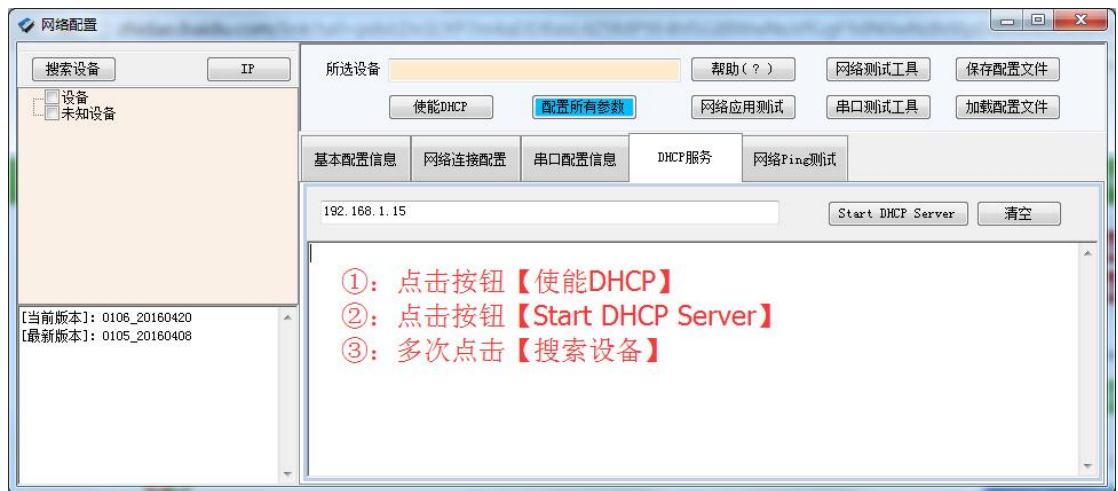 网络配置
搜索设备
IP
设备
未知设备
[当前版本]: 0106_20160420
[最新版本]: 0105_20160408
所选设备
帮助(?)
网络测试工具
保存配置文件
使能DHCP
配置所有参数
网络应用测试
串口测试工具
加载配置文件
基本配置信息
网络连接配置
串口配置信息
DHCP服务
网络Ping测试
192.168.1.15
Start DHCP Server
清空
①：点击按钮【使能DHCP】
②：点击按钮【Start DHCP Server】
③：多次点击【搜索设备】